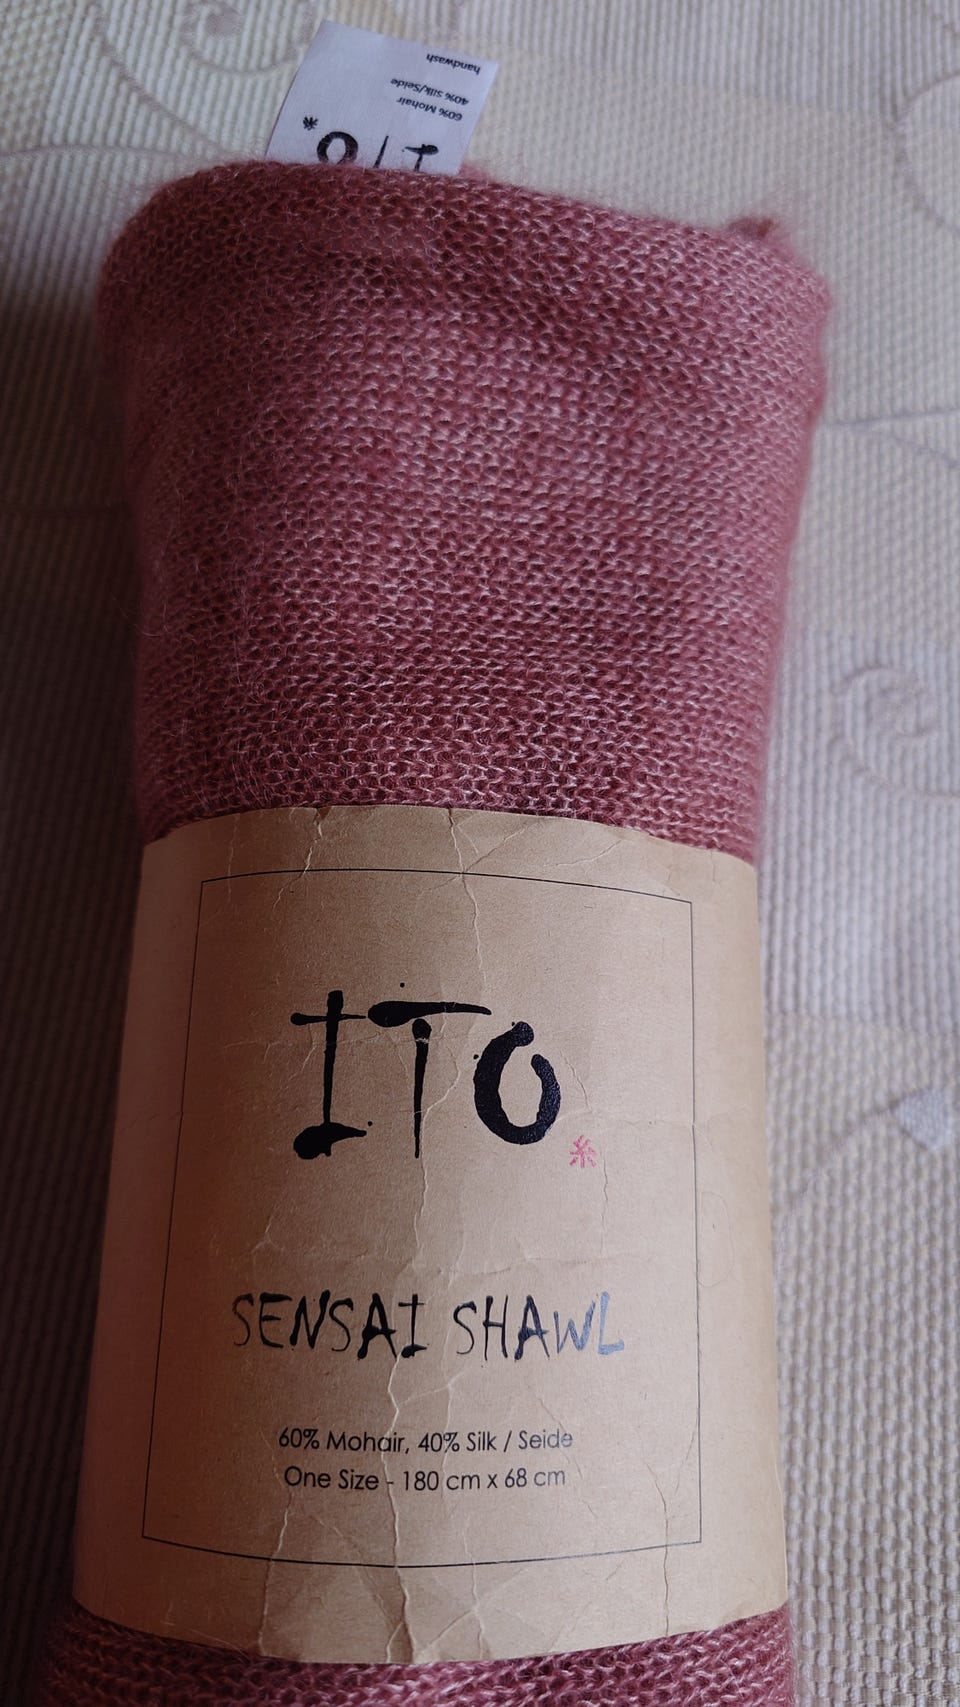 handwash
40% Silk/Seide
60% Mohair
ITO
ITO
SENSAI SHAWL
60% Mohair, 40% Silk / Seide
One Size - 180 cm x 68 cm